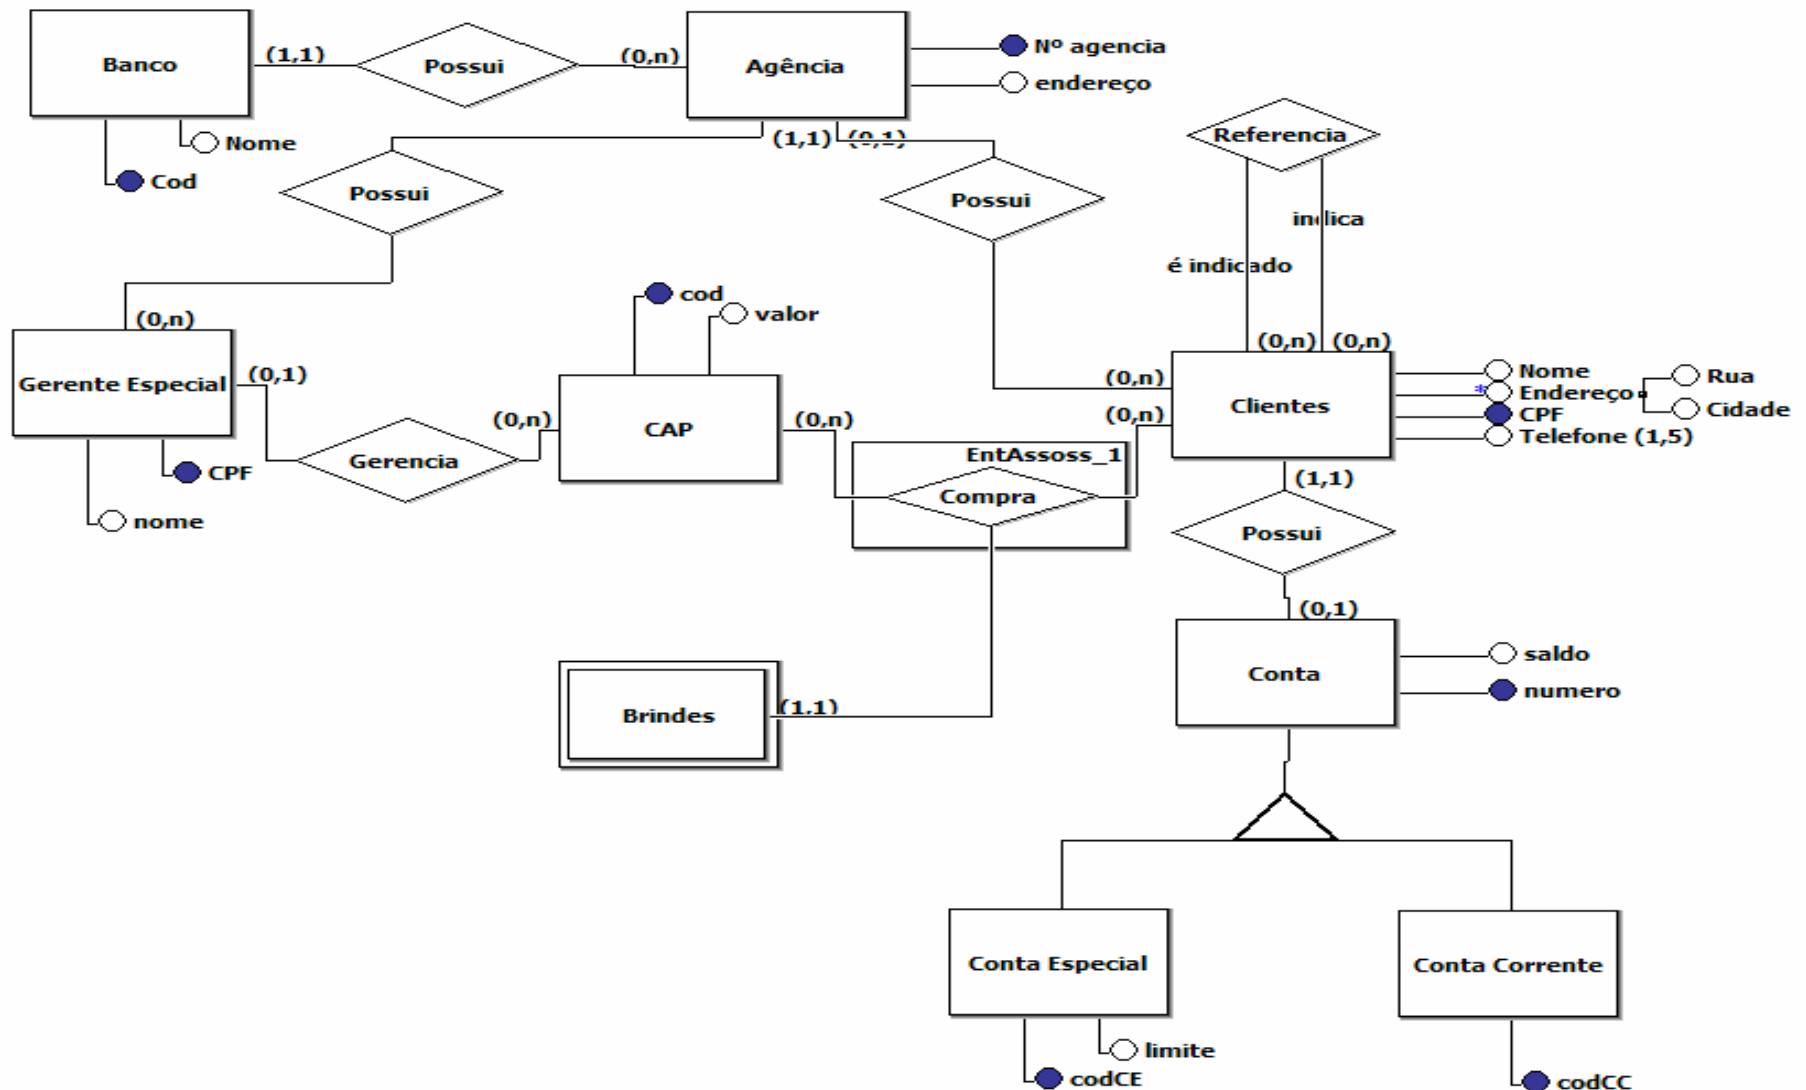 Banco
(1,1)
Possui
(0,n)
Agência
Nº agencia
endereço
Nome
Cod
(1,1)
(0,1)
Referencia
Possui
Possui
indica
é indicado
cod
valor
(0,n)
(0,n)
(0,n)
Gerente Especial
(0,1)
(0,n)
CAP
(0,n)
(0,n)
(0,n)
Clientes
Nome
*
Endereço
CPF
Telefone (1,5)
Rua
Cidade
Gerencia
CPF
nome
EntAssoss_1
Compra
(1,1)
Possui
(0,1)
Brindes
(1,1)
Conta
saldo
numero
Conta Especial
Conta Corrente
limite
codCE
codCC